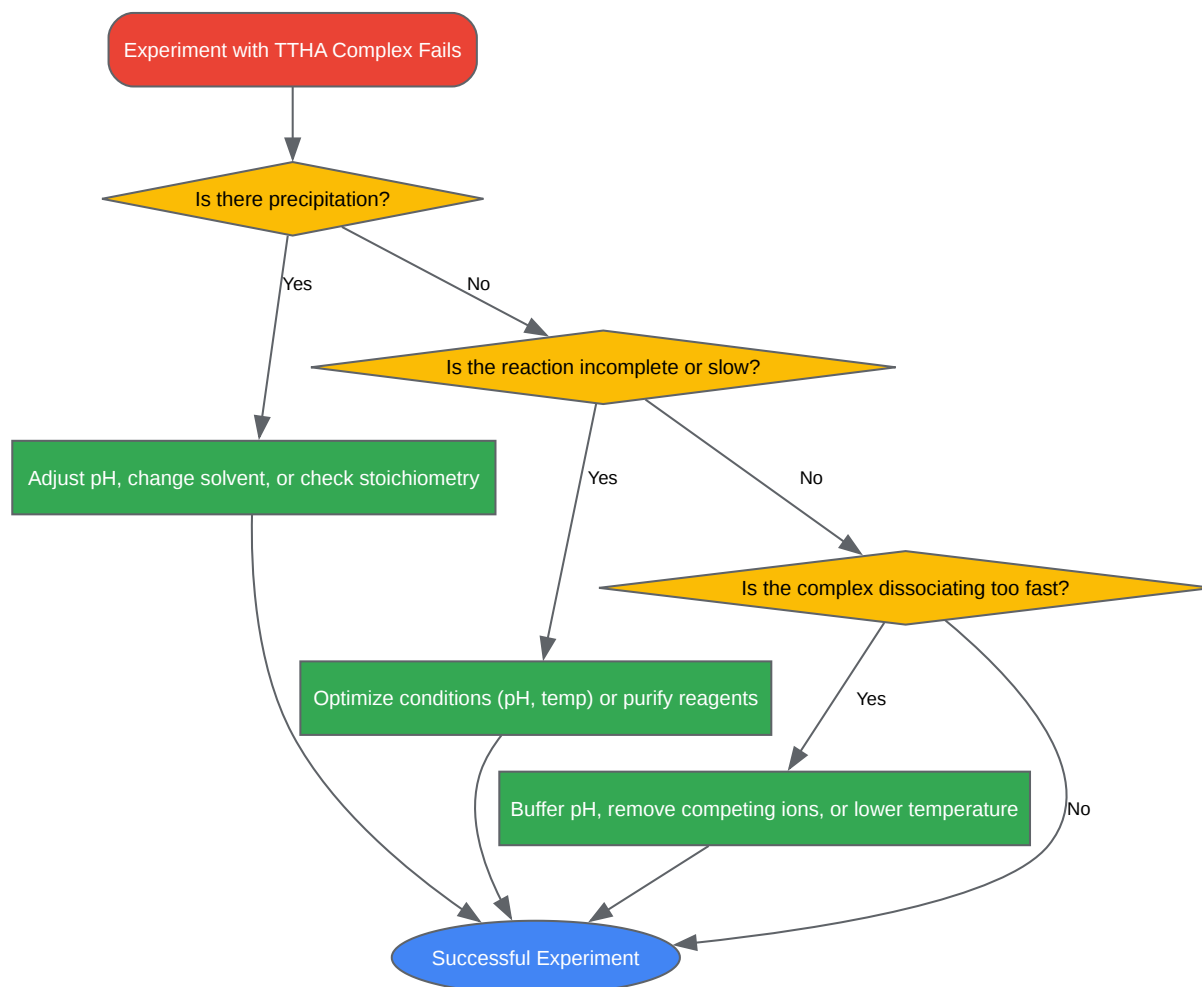 Experiment with TTHA Complex Fails
Is there precipitation?
Yes
No
Is the reaction incomplete or slow?
Adjust pH, change solvent, or check stoichiometry
Yes
No
Is the complex dissociating too fast?
Optimize conditions (pH, temp) or purify reagents
Yes
Buffer pH, remove competing ions, or lower temperature
No
Successful Experiment